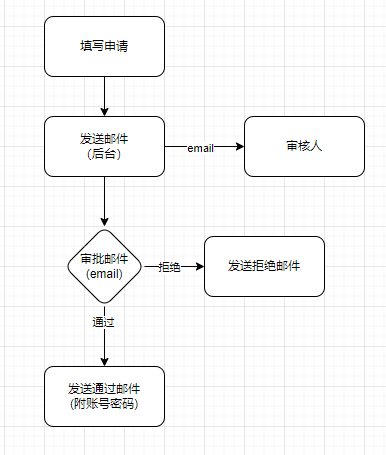 填写申请
发送邮件
（后台）
email
审核人
审批邮件
(email)
拒绝
发送拒绝邮件
通过
发送通过邮件
(附账号密码)